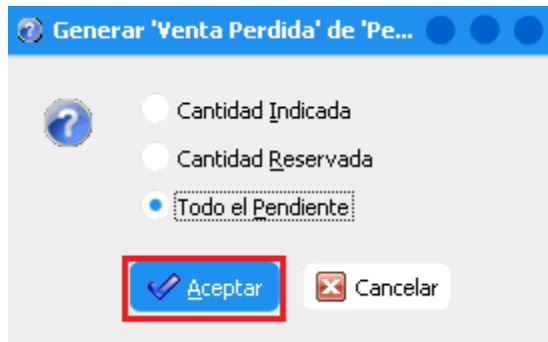 Generar 'Venta Perdida' de 'Pe...
Cantidad Indicada
Cantidad Reservada
Todo el Pendiente
Aceptar
Cancelar